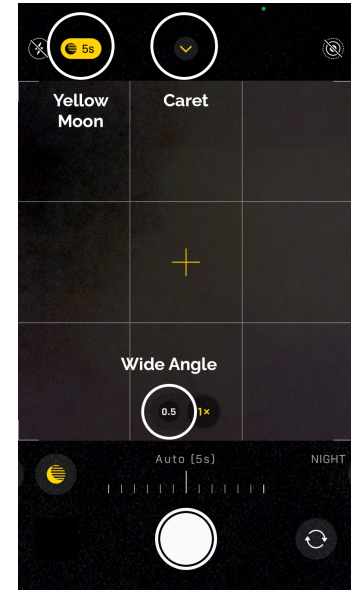 5s
Yellow
Moon
Caret
Wide Angle
0.5
1×
Auto (5s)
NIGHT